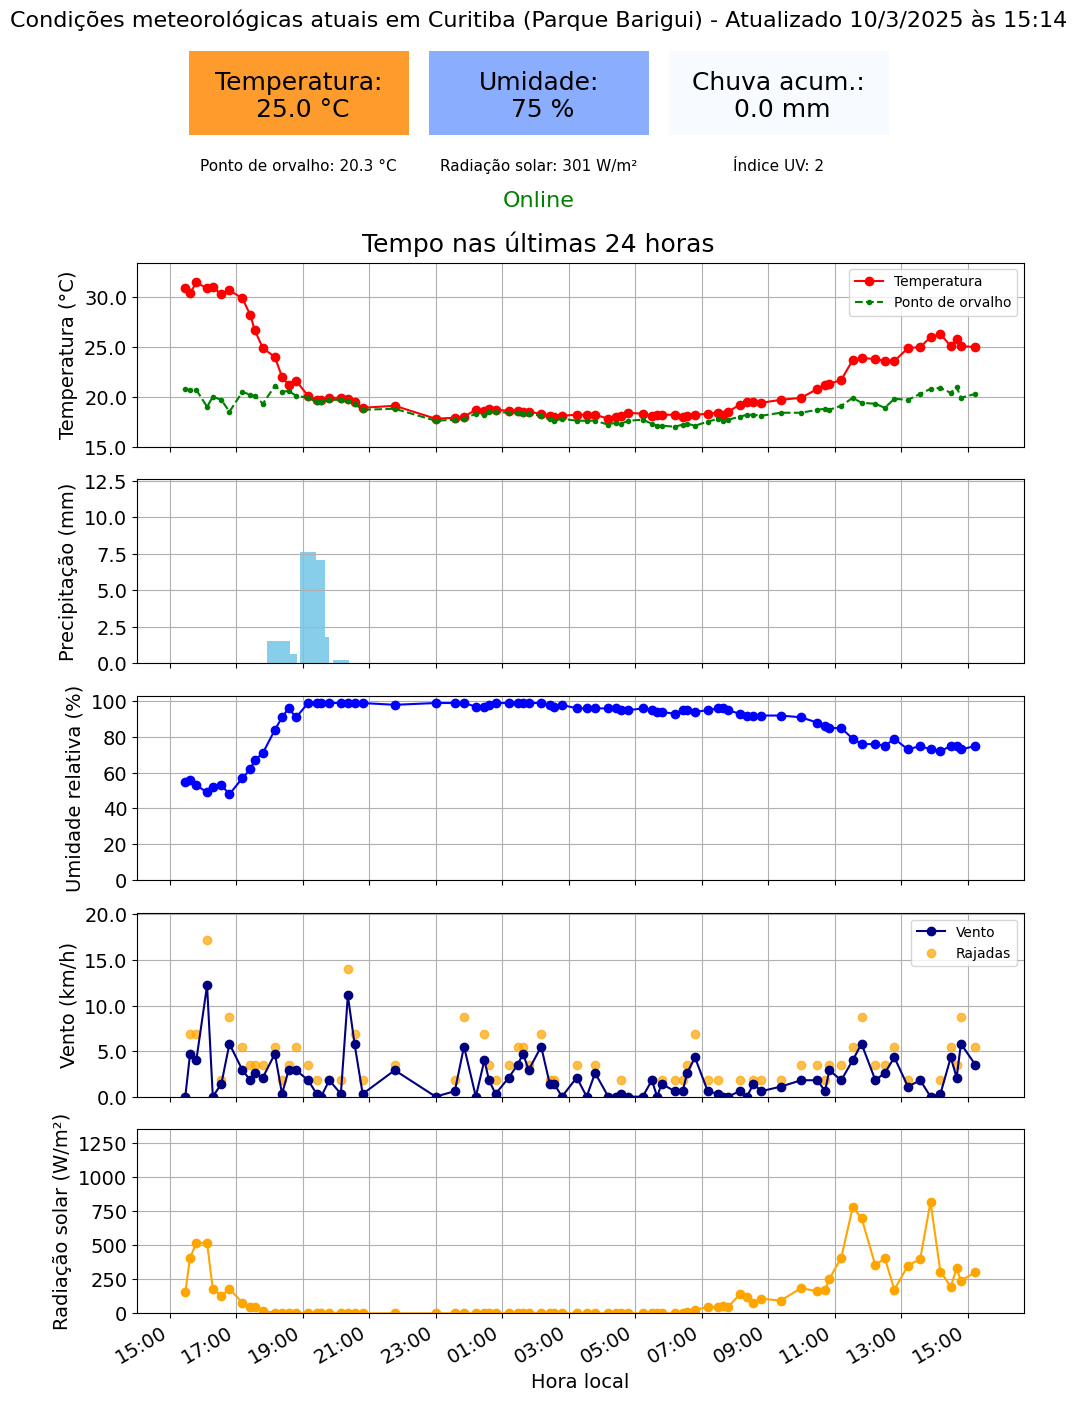 Condições meteorológicas atuais em Curitiba (Parque Barigui) - Atualizado 10/3/2025 às 15:14
Temperatura:
25.0 °C
Umidade:
75 %
Chuva acum.:
0.0 mm
Ponto de orvalho: 20.3 °C
Radiação solar: 301 W/m²
Índice UV: 2
Online
Tempo nas últimas 24 horas
Temperatura (°C)
30.0
25.0
20.0
15.0
Temperatura
Ponto de orvalho
Precipitação (mm)
12.5
10.0
7.5
5.0
2.5
0.0
Umidade relativa (%)
100
80
60
40
20
0
Vento (km/h)
20.0
15.0
10.0
5.0
0.0
Vento
Rajadas
Radiação solar (W/m²)
1250
1000
750
500
250
0
15:00
17:00
19:00
21:00
23:00
01:00
03:00
05:00
07:00
09:00
11:00
13:00
15:00
Hora local